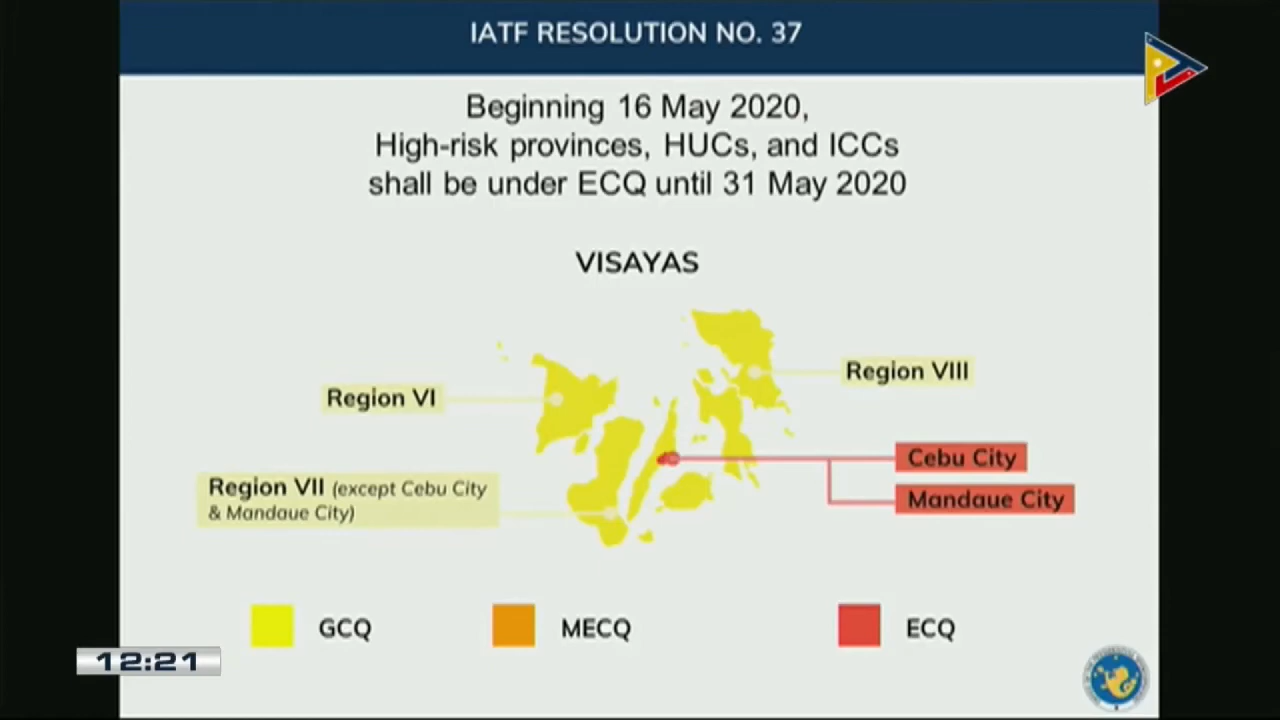 IATF RESOLUTION NO. 37
Beginning 16 May 2020,
High-risk provinces, HUCs, and ICCs
shall be under ECQ until 31 May 2020
VISAYAS
Region VIII
Region VI
Cebu City
Region VII (except Cebu City
& Mandaue City)
Mandaue City
GCQ
MECQ
ECQ
12:21